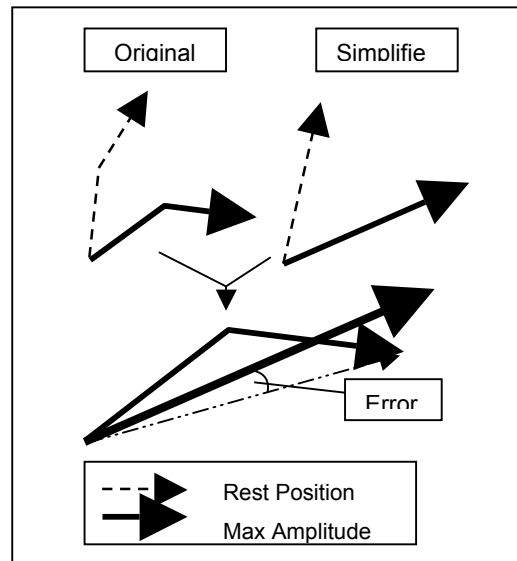 Original
Simplifie
Error
Rest Position
Max Amplitude